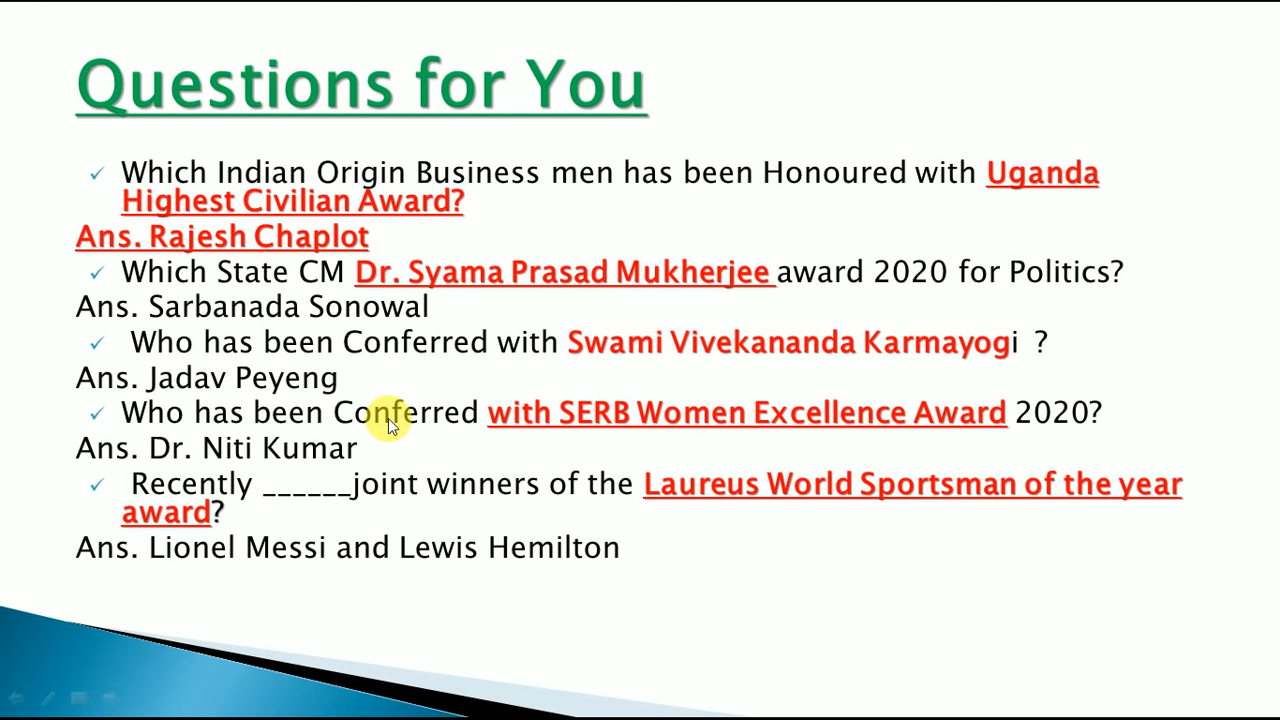 Questions for You
Which Indian Origin Business men has been Honoured with Uganda
Highest Civilian Award?
Ans. Rajesh Chaplot
Which State CM Dr. Syama Prasad Mukherjee award 2020 for Politics?
Ans. Sarbanada Sonowal
Who has been Conferred with Swami Vivekananda Karmayogi ?
Ans. Jadav Peyeng
Who has been Conferred with SERB Women Excellence Award 2020?
Ans. Dr. Niti Kumar
Recently ______joint winners of the Laureus World Sportsman of the year
award?
Ans. Lionel Messi and Lewis Hemilton